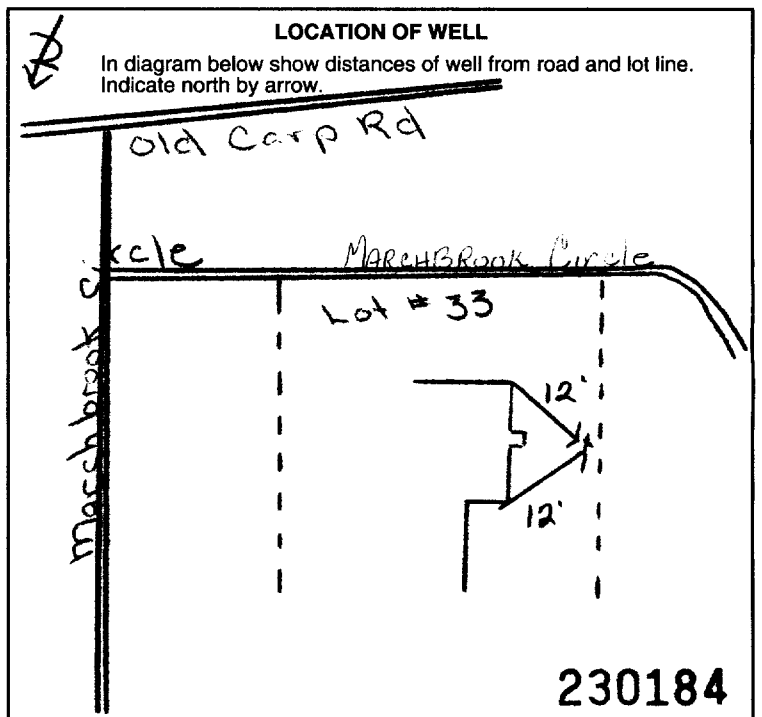 LOCATION OF WELL
In diagram below show distances of well from road and lot line.
Indicate north by arrow.
Old Carp Rd
Marchbrook Circle
MARCHBROOK Circle
Lot # 33
12'
12'
230184